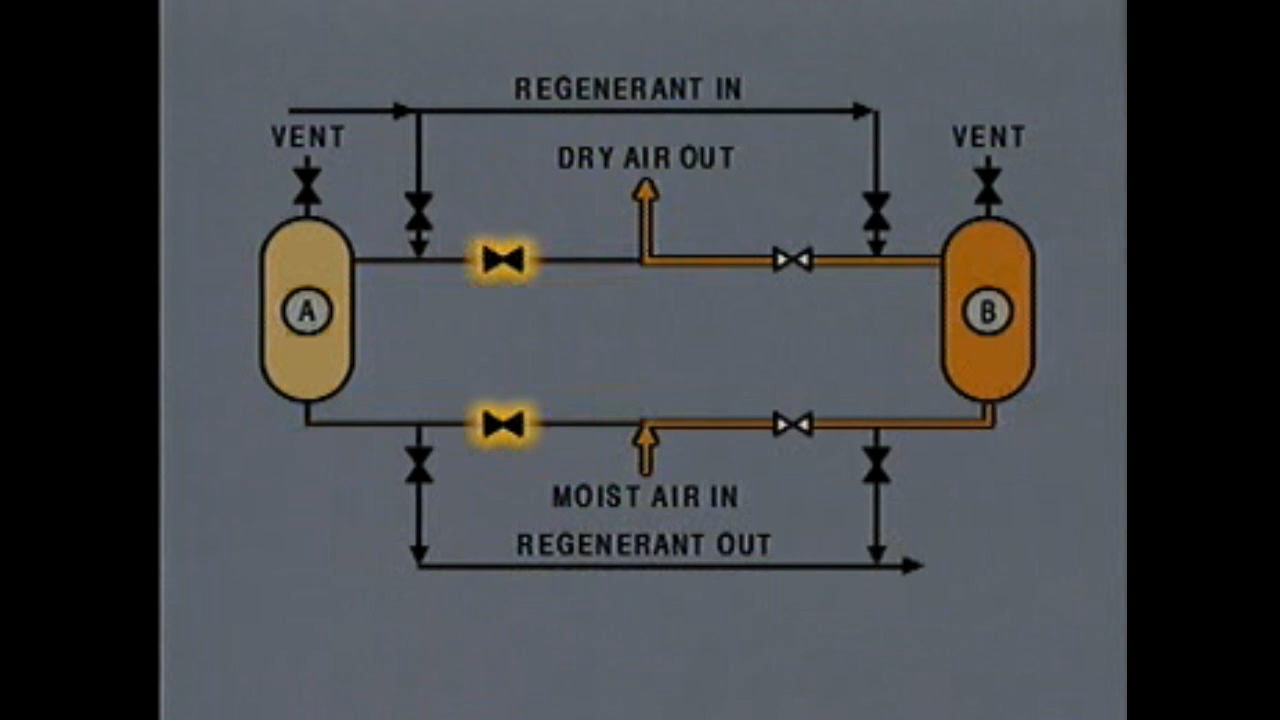 REGENERANT IN
VENT
VENT
DRY AIR OUT
A
B
MOIST AIR IN
REGENERANT OUT